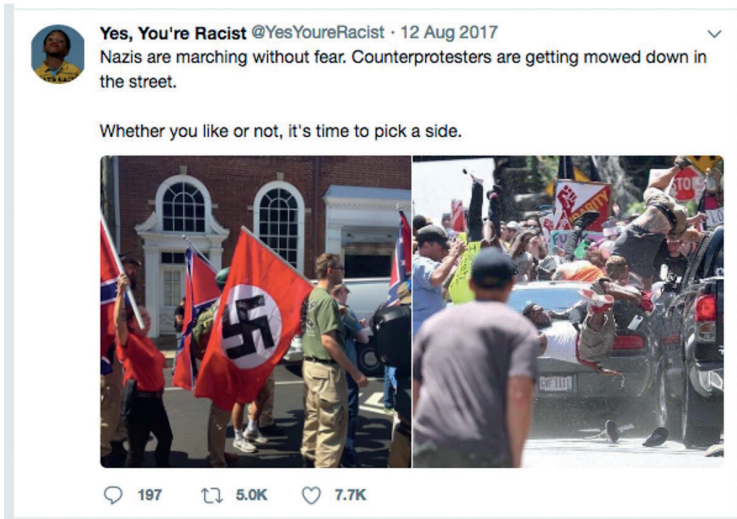 Yes, You're Racist @YesYoureRacist · 12 Aug 2017
Nazis are marching without fear. Counterprotesters are getting mowed down in
the street.
Whether you like or not, it's time to pick a side.
STO
197 5.0K 7.7K